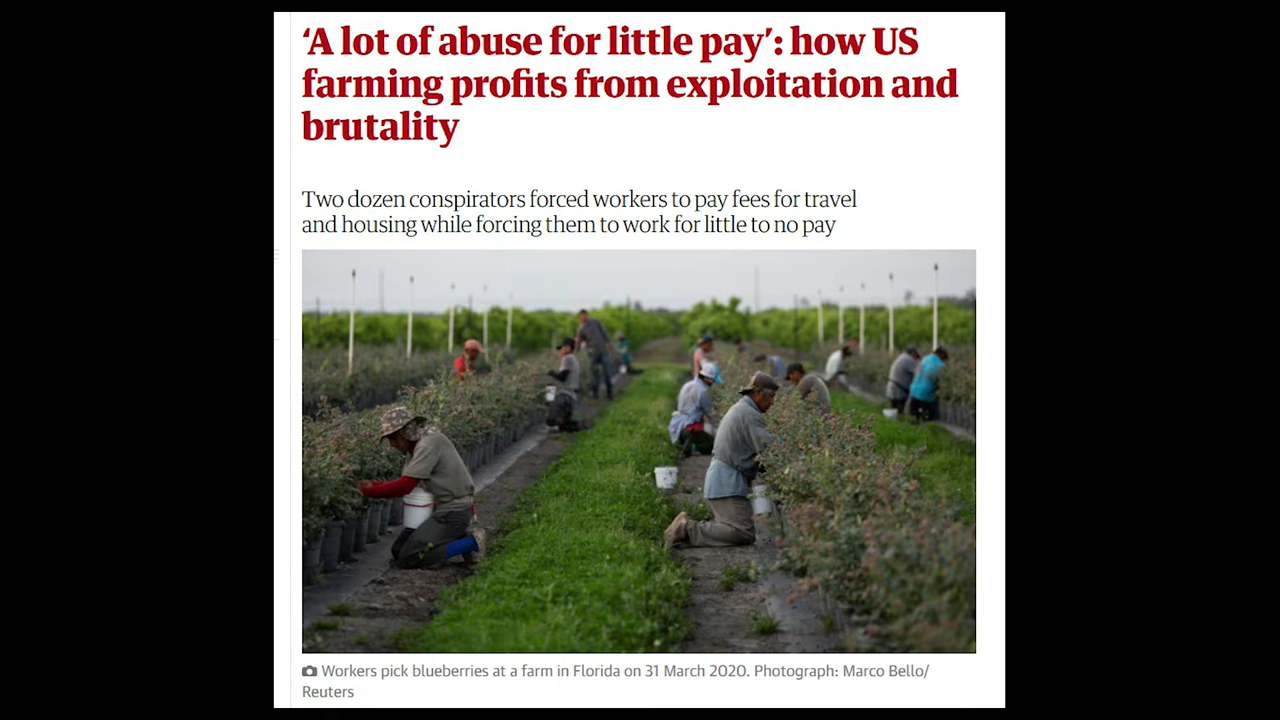 ‘A lot of abuse for little pay’: how US
farming profits from exploitation and
brutality
Two dozen conspirators forced workers to pay fees for travel
and housing while forcing them to work for little to no pay
Workers pick blueberries at a farm in Florida on 31 March 2020. Photograph: Marco Bello/
Reuters